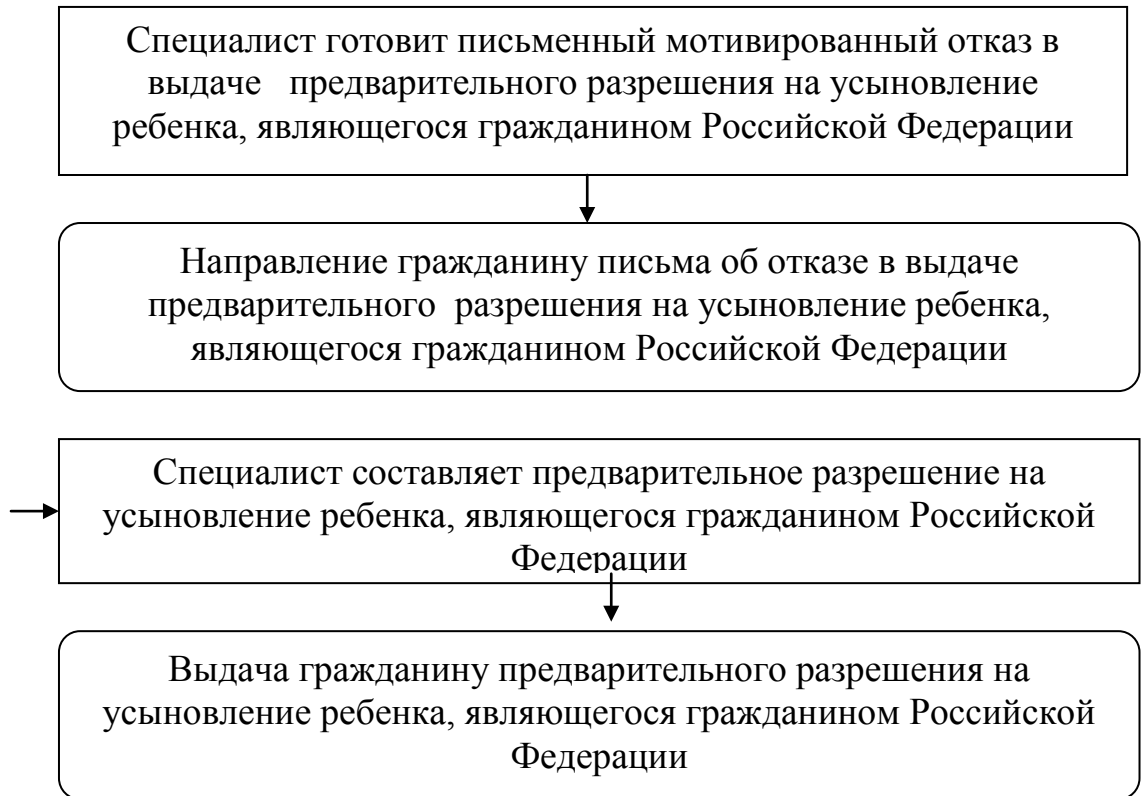 Специалист готовит письменный мотивированный отказ в
выдаче предварительного разрешения на усыновление
ребенка, являющегося гражданином Российской Федерации
Направление гражданину письма об отказе в выдаче
предварительного разрешения на усыновление ребенка,
являющегося гражданином Российской Федерации
Специалист составляет предварительное разрешение на
усыновление ребенка, являющегося гражданином Российской
Федерации
Выдача гражданину предварительного разрешения на
усыновление ребенка, являющегося гражданином Российской
Федерации